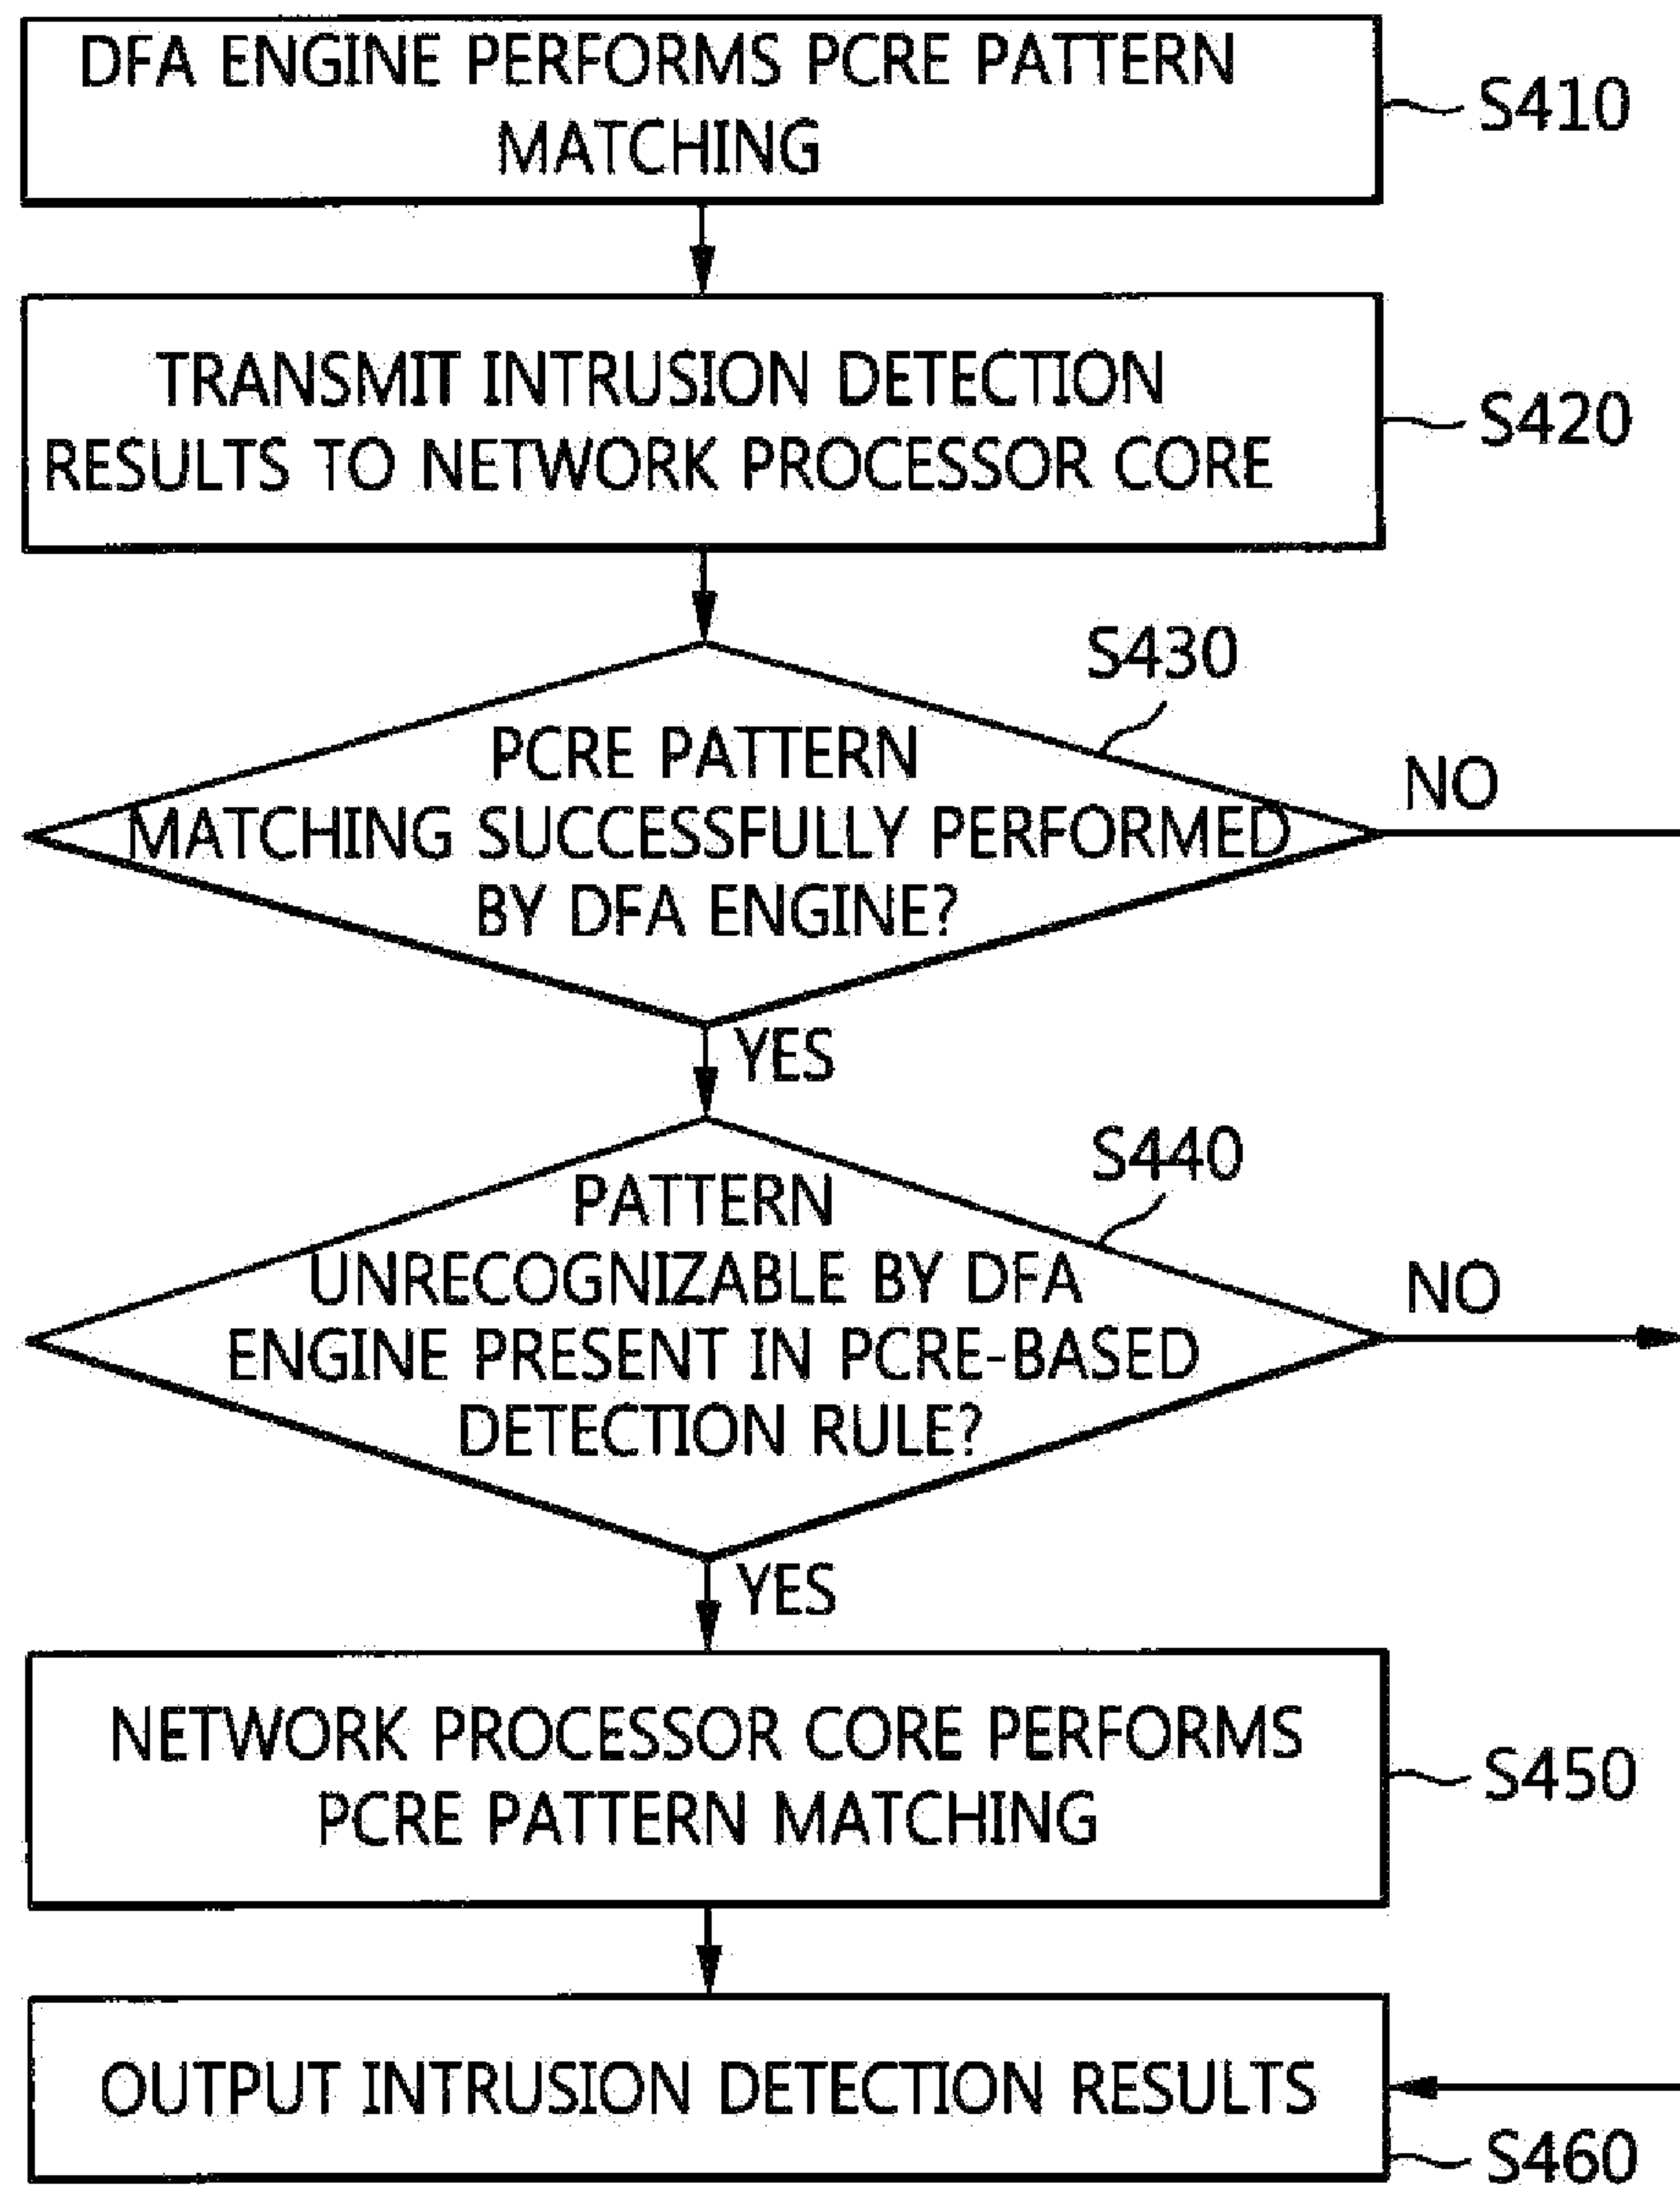 DFA ENGINE PERFORMS PCRE PATTERN
MATCHING
S410
TRANSMIT INTRUSION DETECTION
RESULTS TO NETWORK PROCESSOR CORE
S420
S430
PCRE PATTERN
MATCHING SUCCESSFULLY PERFORMED
BY DFA ENGINE?
NO
YES
S440
PATTERN
UNRECOGNIZABLE BY DFA
ENGINE PRESENT IN PCRE-BASED
DETECTION RULE?
NO
YES
NETWORK PROCESSOR CORE PERFORMS
PCRE PATTERN MATCHING
S450
OUTPUT INTRUSION DETECTION RESULTS
S460